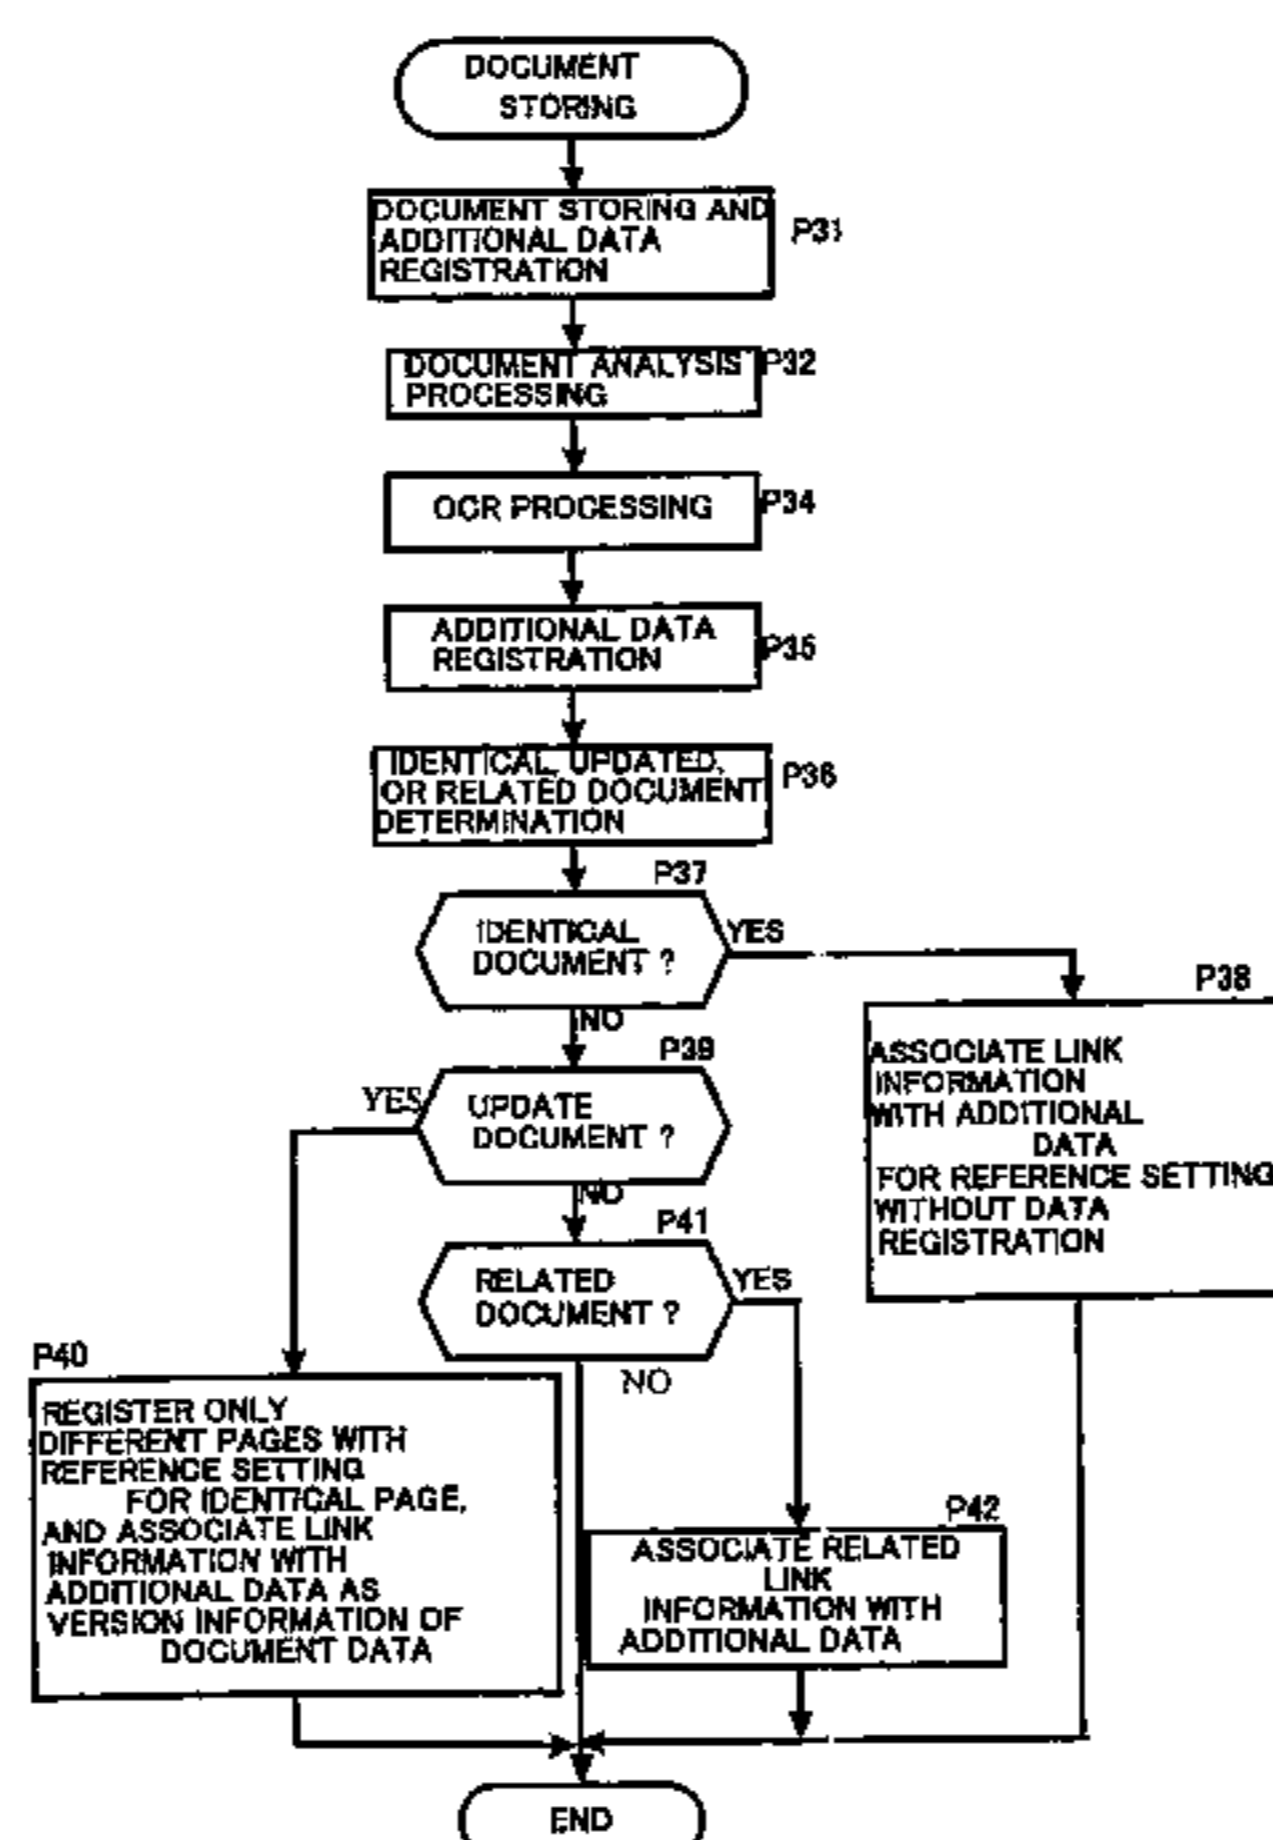 DOCUMENT
STORING
DOCUMENT STORING AND
ADDITIONAL DATA
REGISTRATION
P31
DOCUMENT ANALYSIS
PROCESSING
P32
OCR PROCESSING
P34
ADDITIONAL DATA
REGISTRATION
P35
IDENTICAL, UPDATED,
OR RELATED DOCUMENT
DETERMINATION
P36
P37
IDENTICAL
DOCUMENT ?
YES
NO
P38
ASSOCIATE LINK
INFORMATION
WITH ADDITIONAL
DATA
FOR REFERENCE SETTING
WITHOUT DATA
REGISTRATION
P39
YES
UPDATE
DOCUMENT ?
NO
P41
RELATED
DOCUMENT ?
YES
NO
P40
REGISTER ONLY
DIFFERENT PAGES WITH
REFERENCE SETTING
FOR IDENTICAL PAGE,
AND ASSOCIATE LINK
INFORMATION WITH
ADDITIONAL DATA AS
VERSION INFORMATION OF
DOCUMENT DATA
P42
ASSOCIATE RELATED
LINK
INFORMATION WITH
ADDITIONAL DATA
END